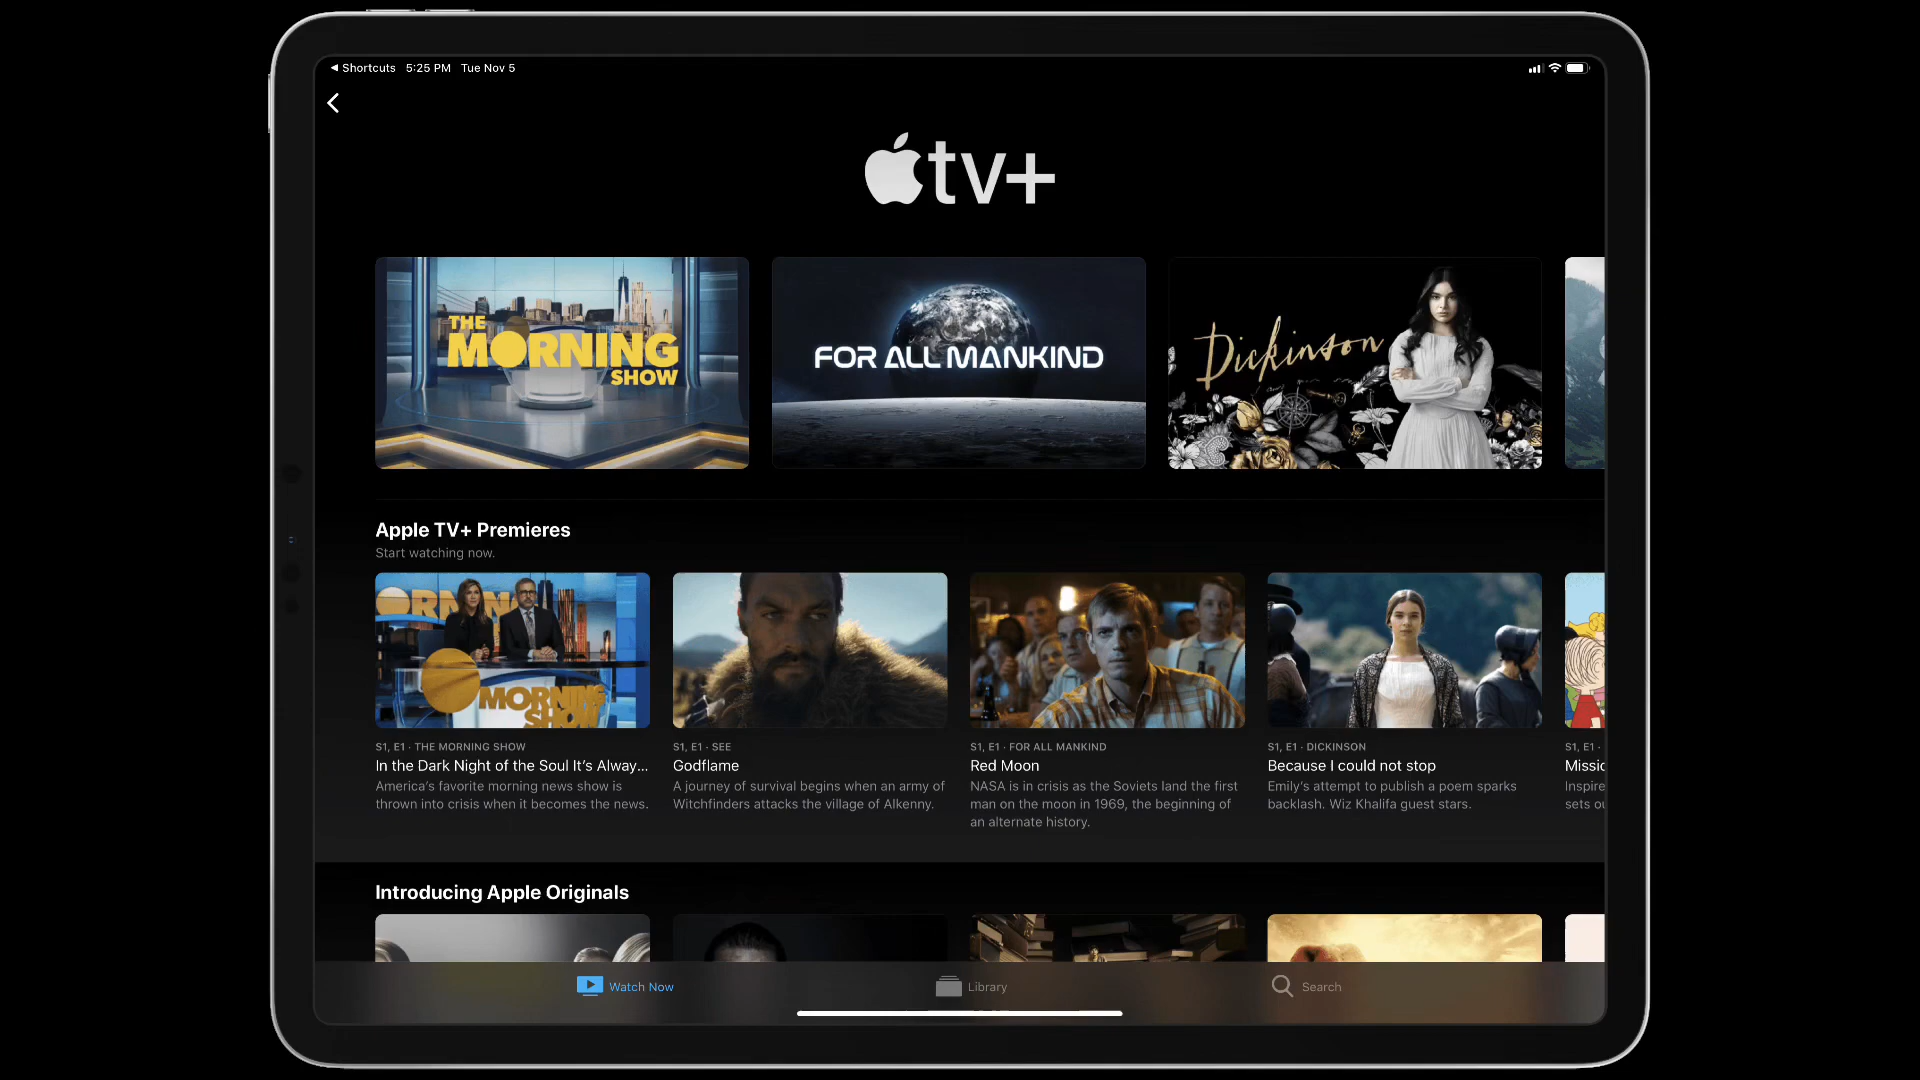 ◀ Shortcuts 5:25 PM Tue Nov 5
tv+
THE
MORNING
SHOW
FOR ALL MANKIND
Dickinson
Apple TV+ Premieres
Start watching now.
MORNING
MORNING
SHOW
S1, E1 · THE MORNING SHOW
In the Dark Night of the Soul It’s Alway...
America’s favorite morning news show is
thrown into crisis when it becomes the news.
S1, E1 · SEE
Godflame
A journey of survival begins when an army of
Witchfinders attacks the village of Alkenny.
S1, E1 · FOR ALL MANKIND
Red Moon
NASA is in crisis as the Soviets land the first
man on the moon in 1969, the beginning of
an alternate history.
S1, E1 · DICKINSON
Because I could not stop
Emily’s attempt to publish a poem sparks
backlash. Wiz Khalifa guest stars.
S1, E1 ·
Introducing Apple Originals
Watch Now
Library
Search